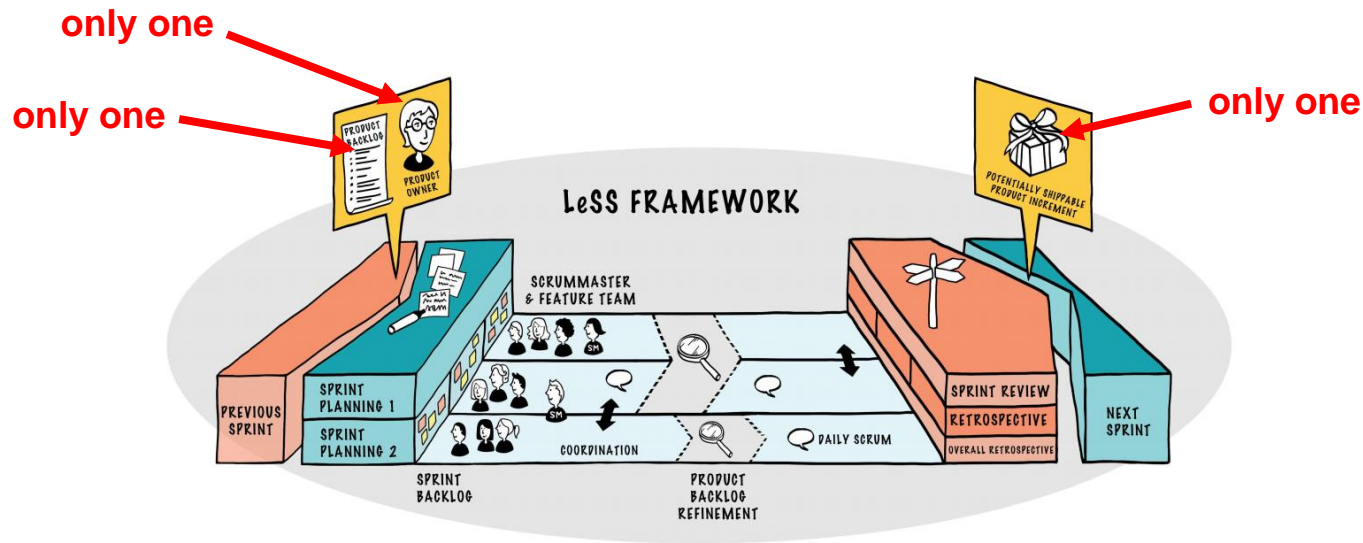 only one
only one
only one
PRODUCT
BACKLOG
PRODUCT
OWNER
POTENTIALLY SHIPPABLE
PRODUCT INCREMENT
LeSS FRAMEWORK
SCRUMMASTER
& FEATURE TEAM
SM
SM
PREVIOUS
SPRINT
SPRINT
PLANNING 1
SPRINT
PLANNING 2
COORDINATION
DAILY SCRUM
SPRINT REVIEW
RETROSPECTIVE
OVERALL RETROSPECTIVE
NEXT
SPRINT
SPRINT
BACKLOG
PRODUCT
BACKLOG
REFINEMENT